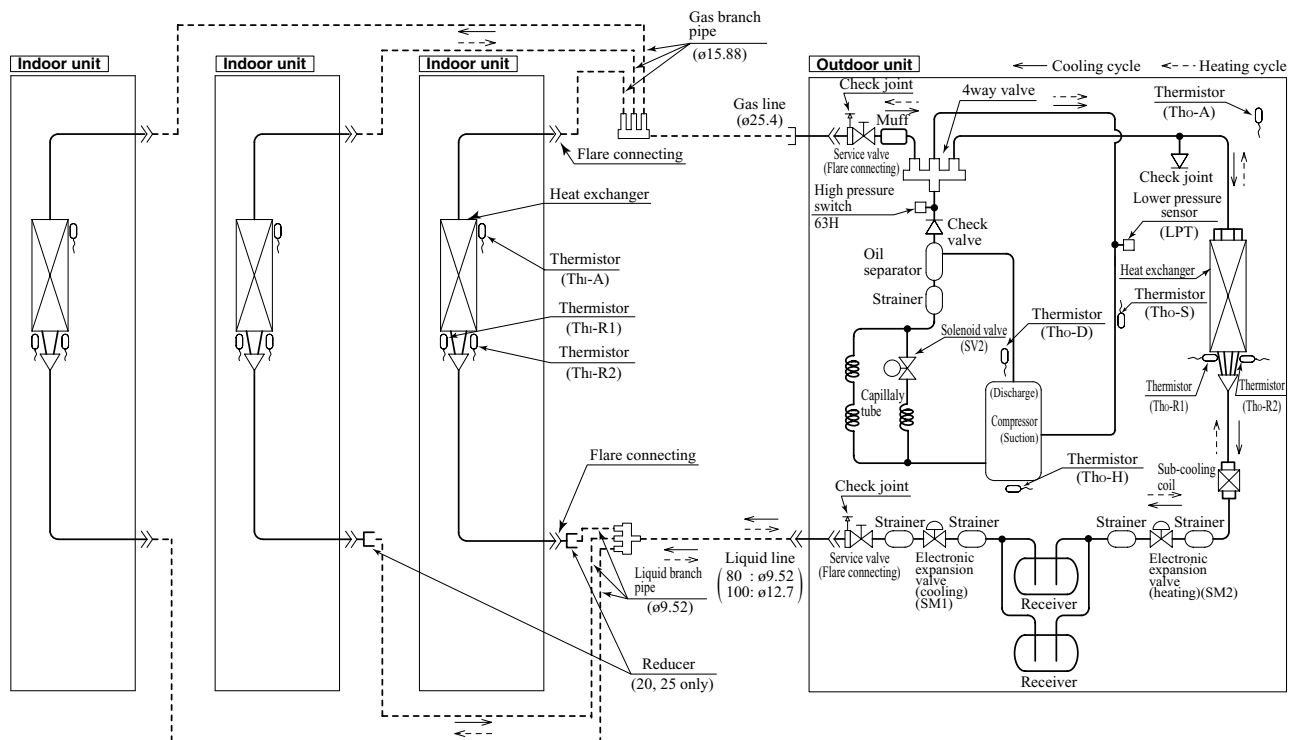 Gas branch
pipe
(ø15.88)
Indoor unit
Indoor unit
Indoor unit
Outdoor unit
Cooling cycle
Heating cycle
Gas line
(ø25.4)
Check joint
4way valve
Thermistor
(Tho-A)
Muff
Service valve
(Flare connecting)
Flare connecting
Check joint
Heat exchanger
High pressure
switch
63H
Check
valve
Lower pressure
sensor
(LPT)
Oil
separator
Heat exchanger
Thermistor
(ThI-A)
Strainer
Thermistor
(Tho-S)
Thermistor
(ThI-R1)
Solenoid valve
(SV2)
Thermistor
(Tho-D)
Thermistor
(ThI-R2)
Capillaly
tube
(Discharge)
Compressor
(Suction)
Thermistor
(Tho-R1)
Thermistor
(Tho-R2)
Flare connecting
Thermistor
(Tho-H)
Sub-cooling
coil
Check joint
Strainer
Strainer
Strainer
Strainer
Liquid branch
pipe
(ø9.52)
Liquid line
80 : ø9.52
100: ø12.7
Service valve
(Flare connecting)
Electronic
expansion
valve
(cooling)
(SM1)
Receiver
Electronic
expansion
valve
(heating)(SM2)
Reducer
(20, 25 only)
Receiver